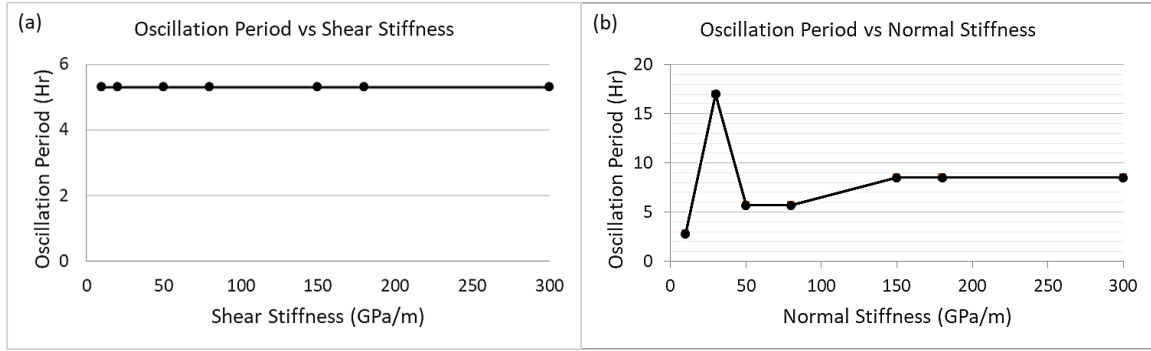 (a)
Oscillation Period vs Shear Stiffness
Oscillation Period (Hr)
6
4
2
0
0 50 100 150 200 250 300
Shear Stiffness (GPa/m)
(b)
Oscillation Period vs Normal Stiffness
Oscillation Period (Hr)
20
15
10
5
0
0 50 100 150 200 250 300
Normal Stiffness (GPa/m)